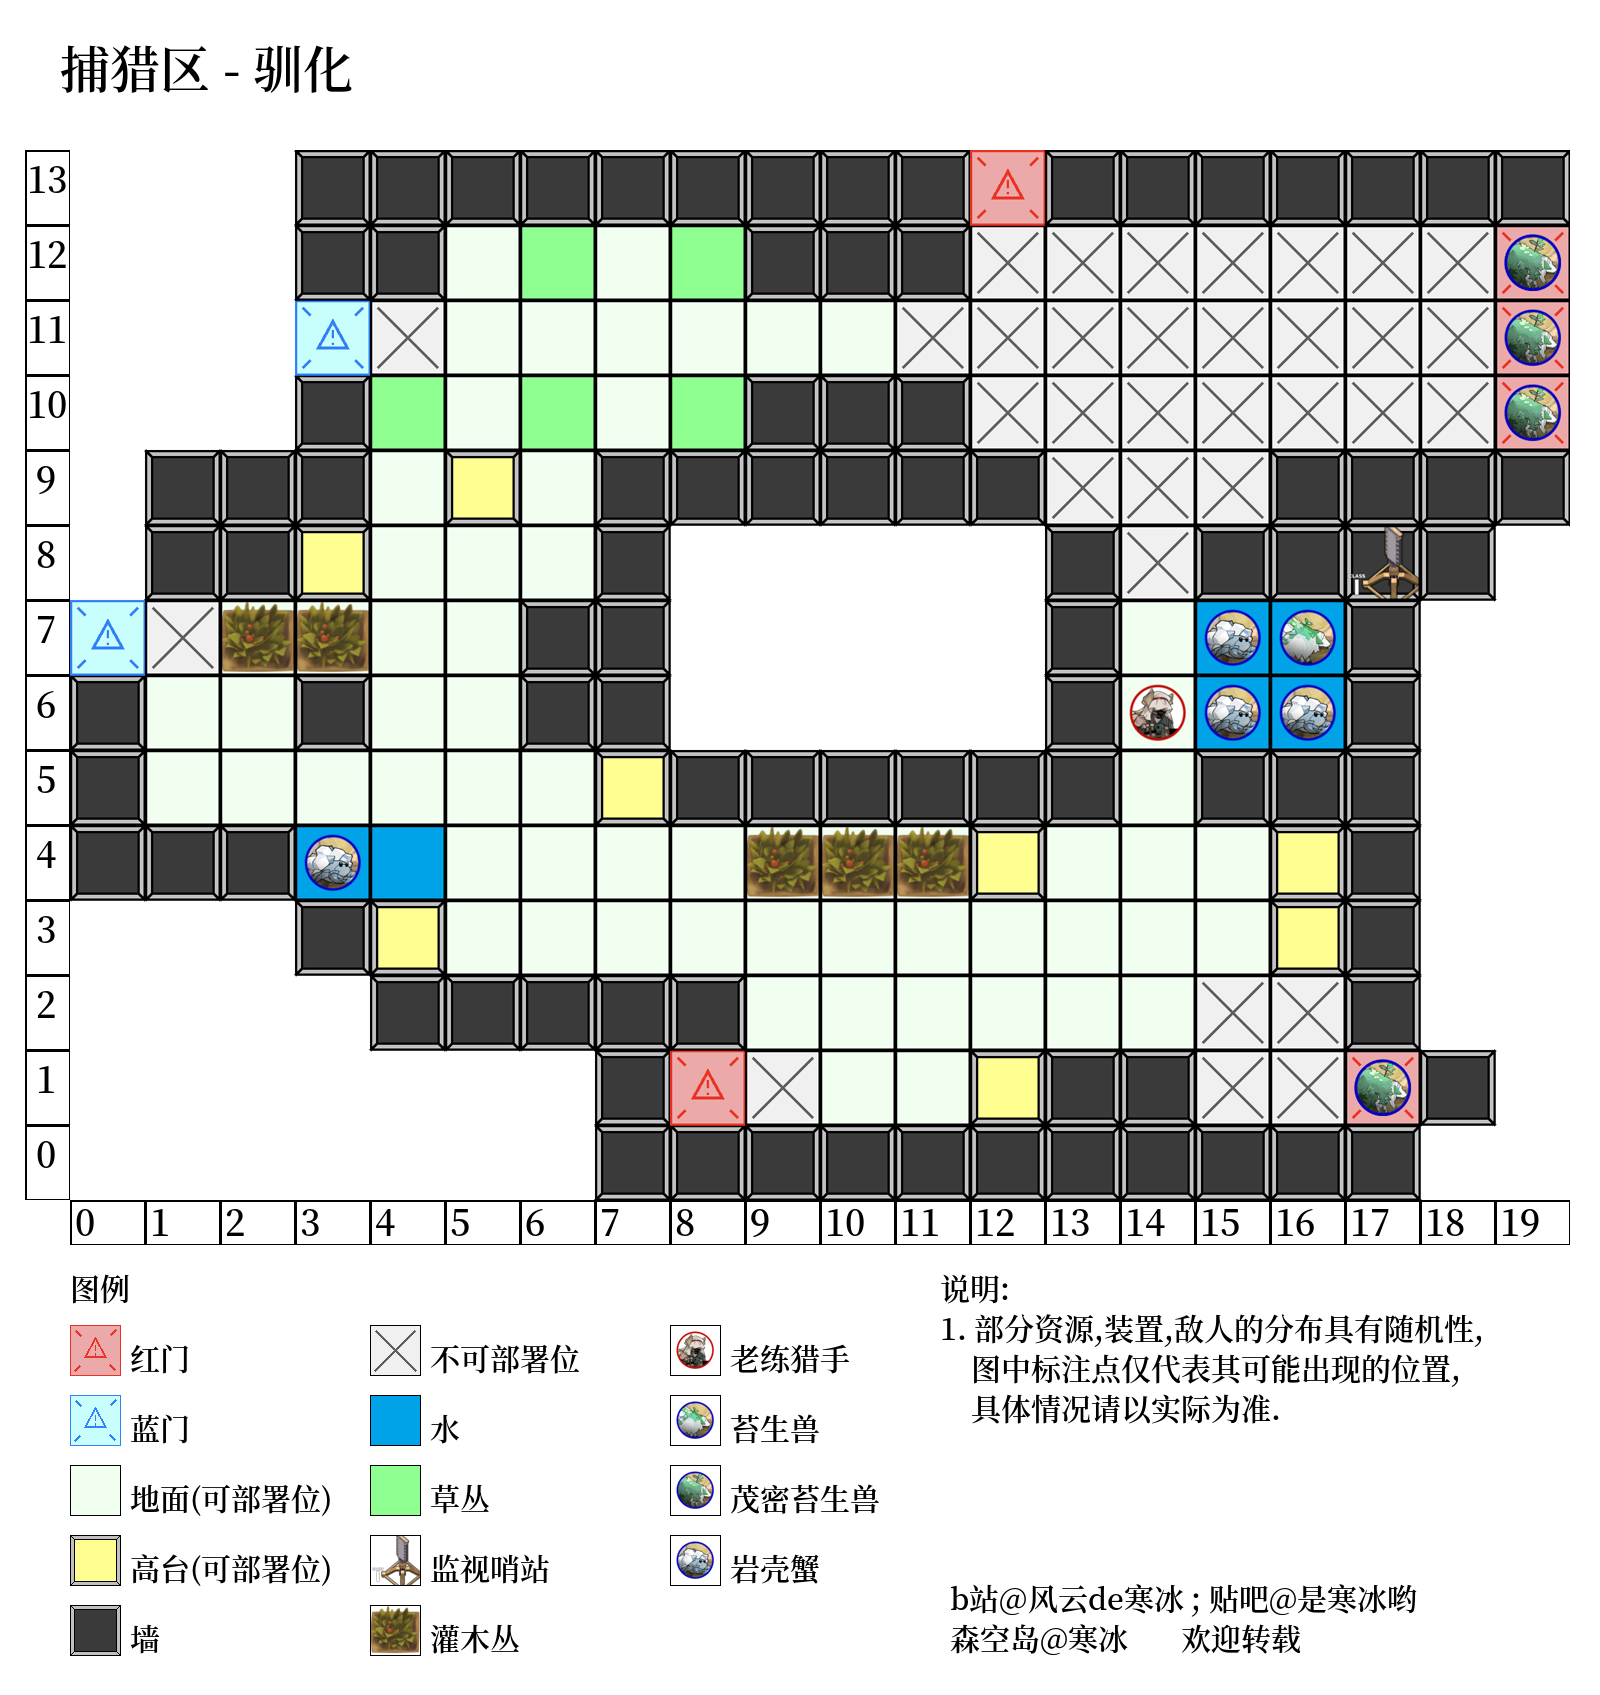 捕猎区 - 驯化
13
12
11
10
9
8
7
6
5
4
3
2
1
0
0 1 2 3 4 5 6 7 8 9 10 11 12 13 14 15 16 17 18 19
图例
红门
蓝门
地面(可部署位)
高台(可部署位)
墙
不可部署位
水
草丛
监视哨站
灌木丛
老练猎手
苔生兽
茂密苔生兽
岩壳蟹
说明:
1. 部分资源,装置,敌人的分布具有随机性,
图中标注点仅代表其可能出现的位置,
具体情况请以实际为准.
b站@风云de寒冰 ; 贴吧@是寒冰哟
森空岛@寒冰 欢迎转载